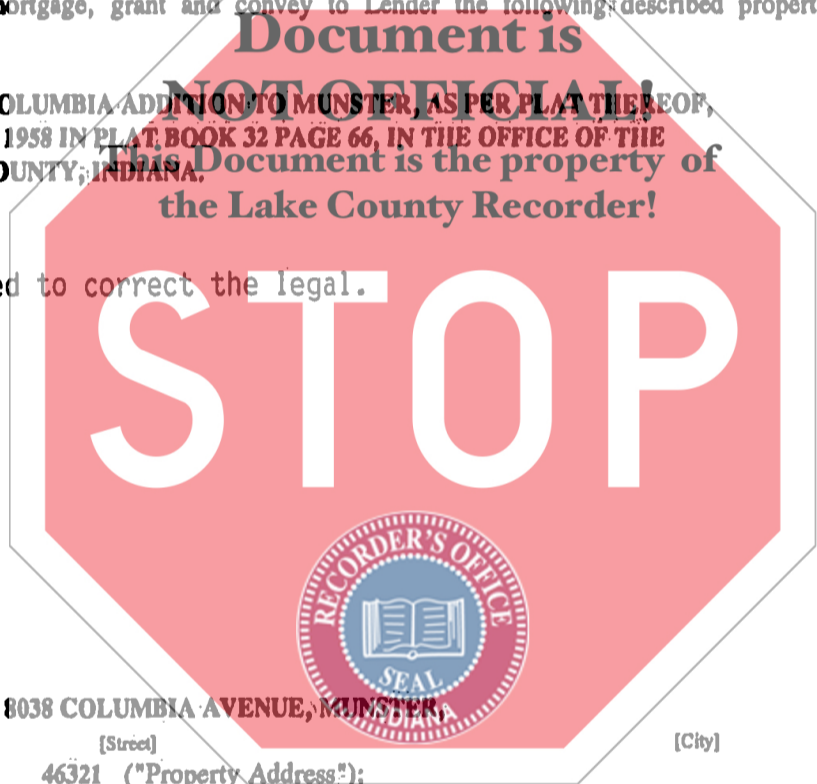 mortgage, grant and convey to Lender the following described propert
Document is
NOT OFFICIAL!
OLUMBIA ADDITION TO MUNSTER, AS PER PLAT THEREOF,
1958 IN PLAT BOOK 32 PAGE 66, IN THE OFFICE OF THE
This Document is the property of
OUNTY, INDIANA.
the Lake County Recorder!
ed to correct the legal.
STOP
RECORDER'S OFFICE
SEAL
INDIANA
8038 COLUMBIA AVENUE, MUNSTER,
[Street] [City]
46321 ("Property Address");